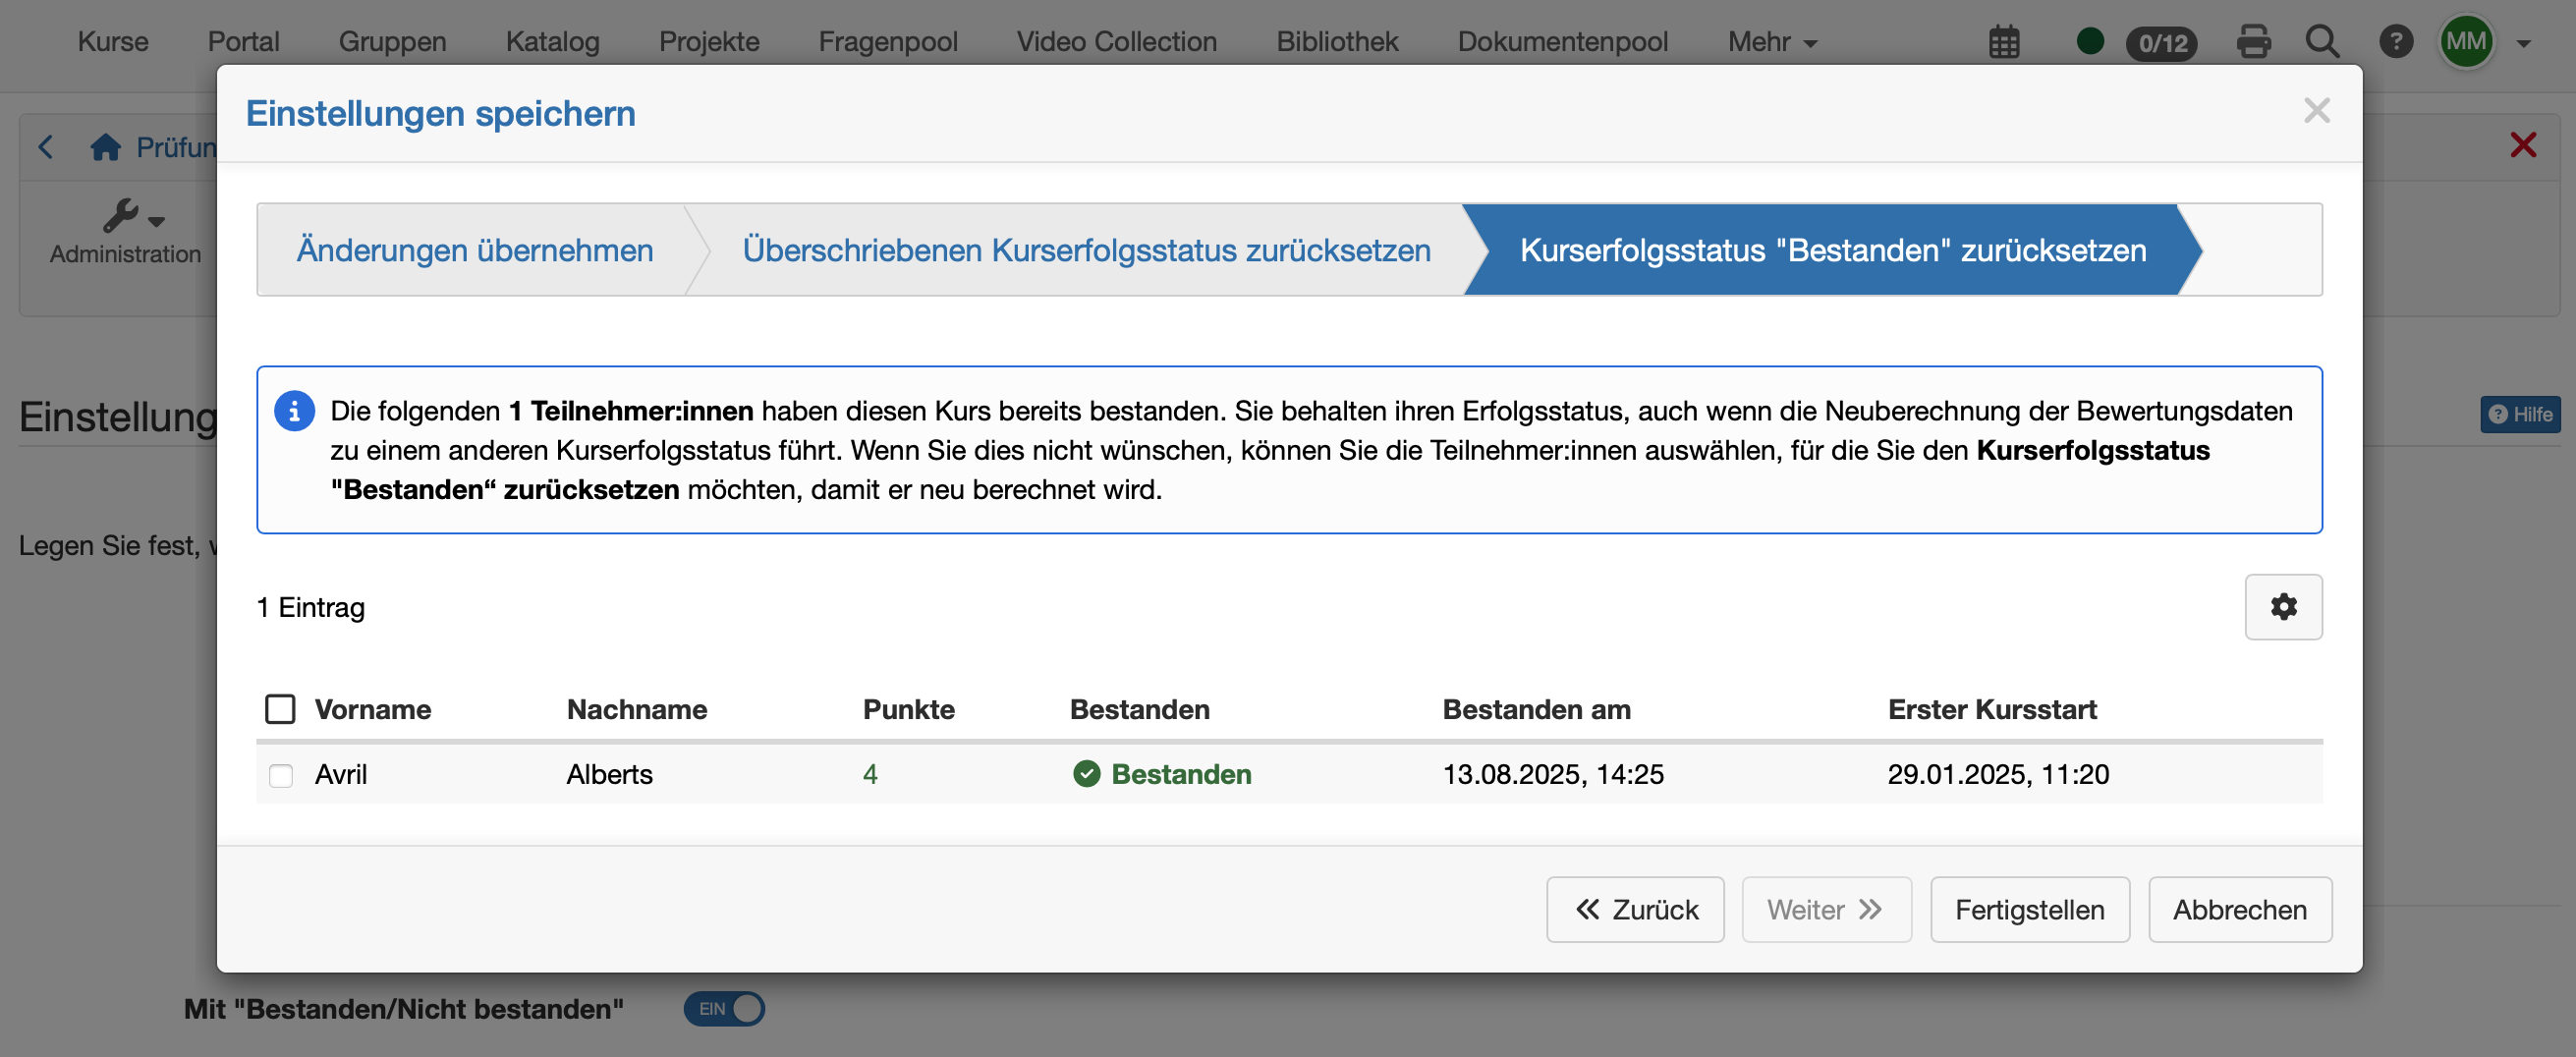 Kurse Portal Gruppen Katalog Projekte Fragenpool Video Collection Bibliothek Dokumentenpool Mehr 0/12 MM
Einstellungen speichern
Prüfun
Administration
Änderungen übernehmen Überschriebenen Kurserfolgsstatus zurücksetzen Kurserfolgsstatus "Bestanden" zurücksetzen
Einstellung
Hilfe
Die folgenden 1 Teilnehmer:innen haben diesen Kurs bereits bestanden. Sie behalten ihren Erfolgsstatus, auch wenn die Neuberechnung der Bewertungsdaten
zu einem anderen Kurserfolgsstatus führt. Wenn Sie dies nicht wünschen, können Sie die Teilnehmer:innen auswählen, für die Sie den Kurserfolgsstatus
"Bestanden“ zurücksetzen möchten, damit er neu berechnet wird.
Legen Sie fest, w
1 Eintrag
Vorname Nachname Punkte Bestanden Bestanden am Erster Kursstart
Avril Alberts 4 Bestanden 13.08.2025, 14:25 29.01.2025, 11:20
Zurück Weiter Fertigstellen Abbrechen
Mit "Bestanden/Nicht bestanden" EIN